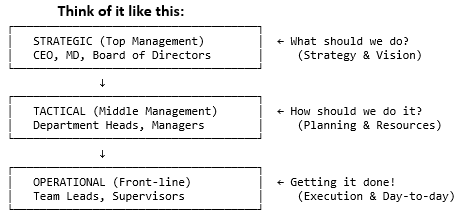 Think of it like this:
STRATEGIC (Top Management) ← What should we do?
CEO, MD, Board of Directors (Strategy & Vision)
↓
TACTICAL (Middle Management) ← How should we do it?
Department Heads, Managers (Planning & Resources)
↓
OPERATIONAL (Front-line) ← Getting it done!
Team Leads, Supervisors (Execution & Day-to-day)